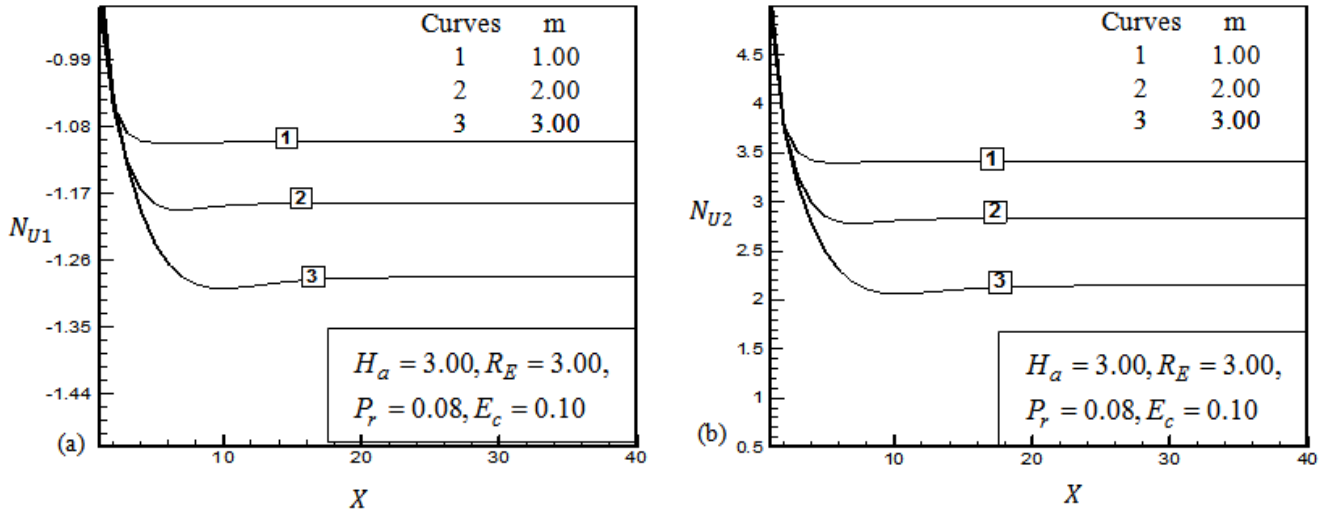 Curves m
1 1.00
2 2.00
3 3.00
-0.99
-1.08
-1.17
-1.26
-1.35
-1.44
N_{U1}
1
2
3
H_a = 3.00, R_E = 3.00,
P_r = 0.08, E_c = 0.10
(a)
10 20 30 40
X
Curves m
1 1.00
2 2.00
3 3.00
4.5
4
3.5
3
2.5
2
1.5
1
0.5
N_{U2}
1
2
3
H_a = 3.00, R_E = 3.00,
P_r = 0.08, E_c = 0.10
(b)
10 20 30 40
X